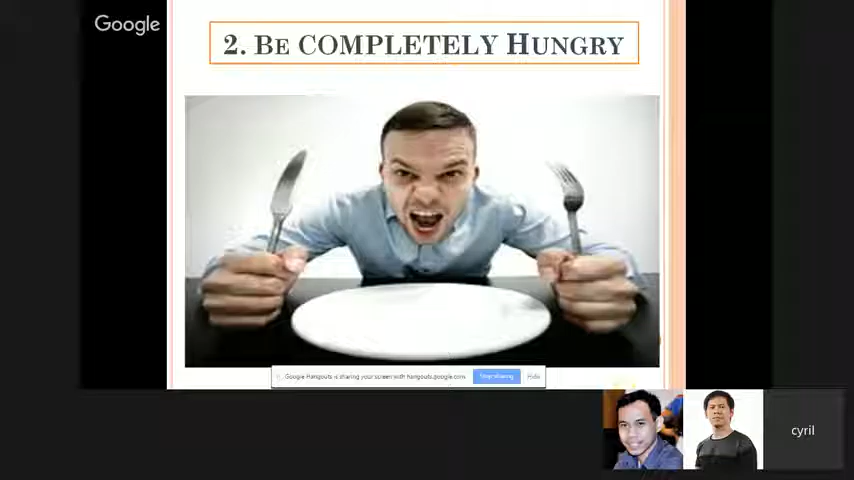 Google
2. BE COMPLETELY HUNGRY
Google Hangouts is sharing your screen with hangouts.google.com
Stop sharing
Hide
cyril